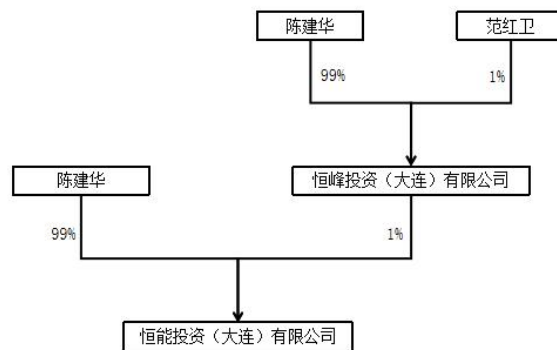 陈建华
范红卫
99%
1%
陈建华
恒峰投资（大连）有限公司
99%
1%
恒能投资（大连）有限公司